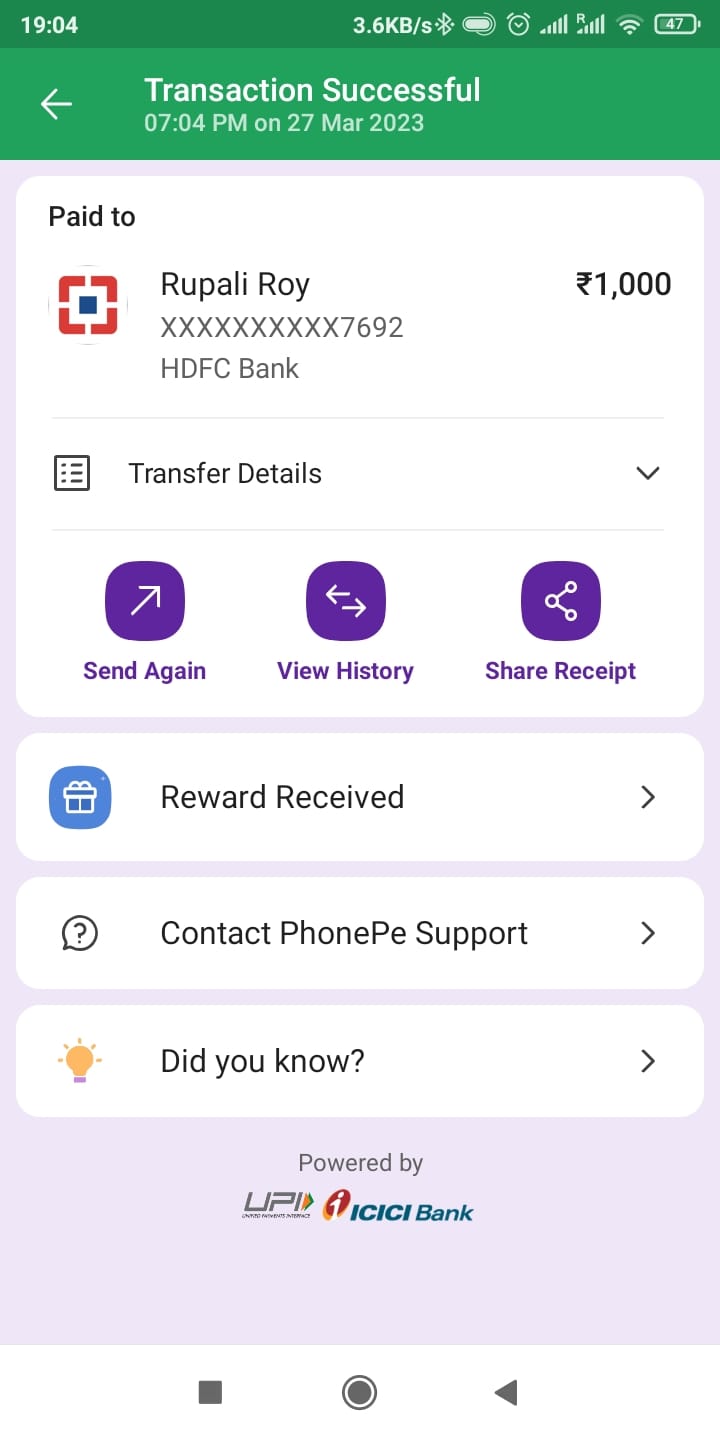 19:04
3.6KB/s
R
47
Transaction Successful
07:04 PM on 27 Mar 2023
Paid to
Rupali Roy
₹1,000
XXXXXXXXXX7692
HDFC Bank
Transfer Details
Send Again
View History
Share Receipt
Reward Received
Contact PhonePe Support
Did you know?
Powered by
UPI
UNIFIED PAYMENTS INTERFACE
ICICI Bank